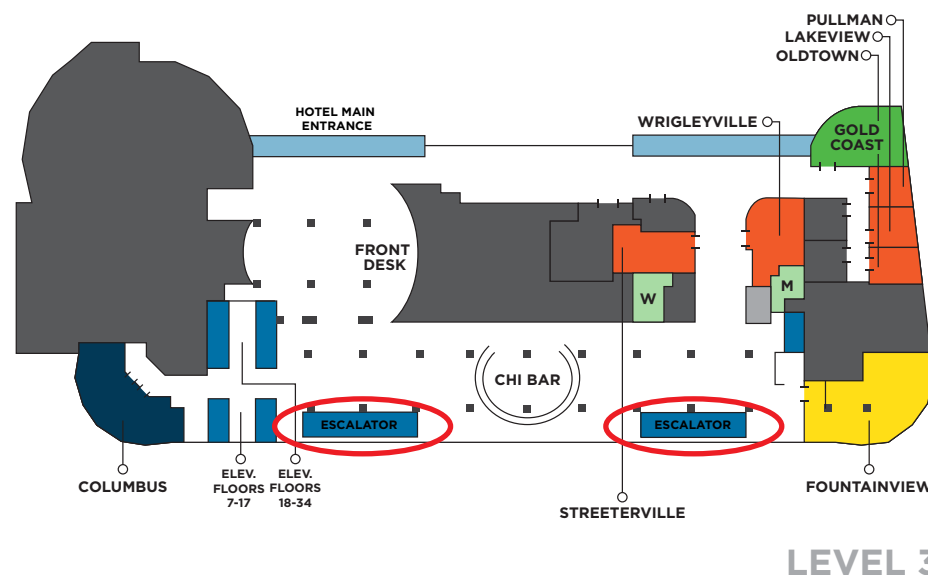 PULLMAN
LAKEVIEW
OLDTOWN
HOTEL MAIN
ENTRANCE
WRIGLEYVILLE
GOLD
COAST
FRONT
DESK
W
M
CHI BAR
ESCALATOR
ESCALATOR
COLUMBUS
ELEV.
FLOORS
7-17
ELEV.
FLOORS
18-34
STREETERVILLE
FOUNTAINVIEW
LEVEL 3